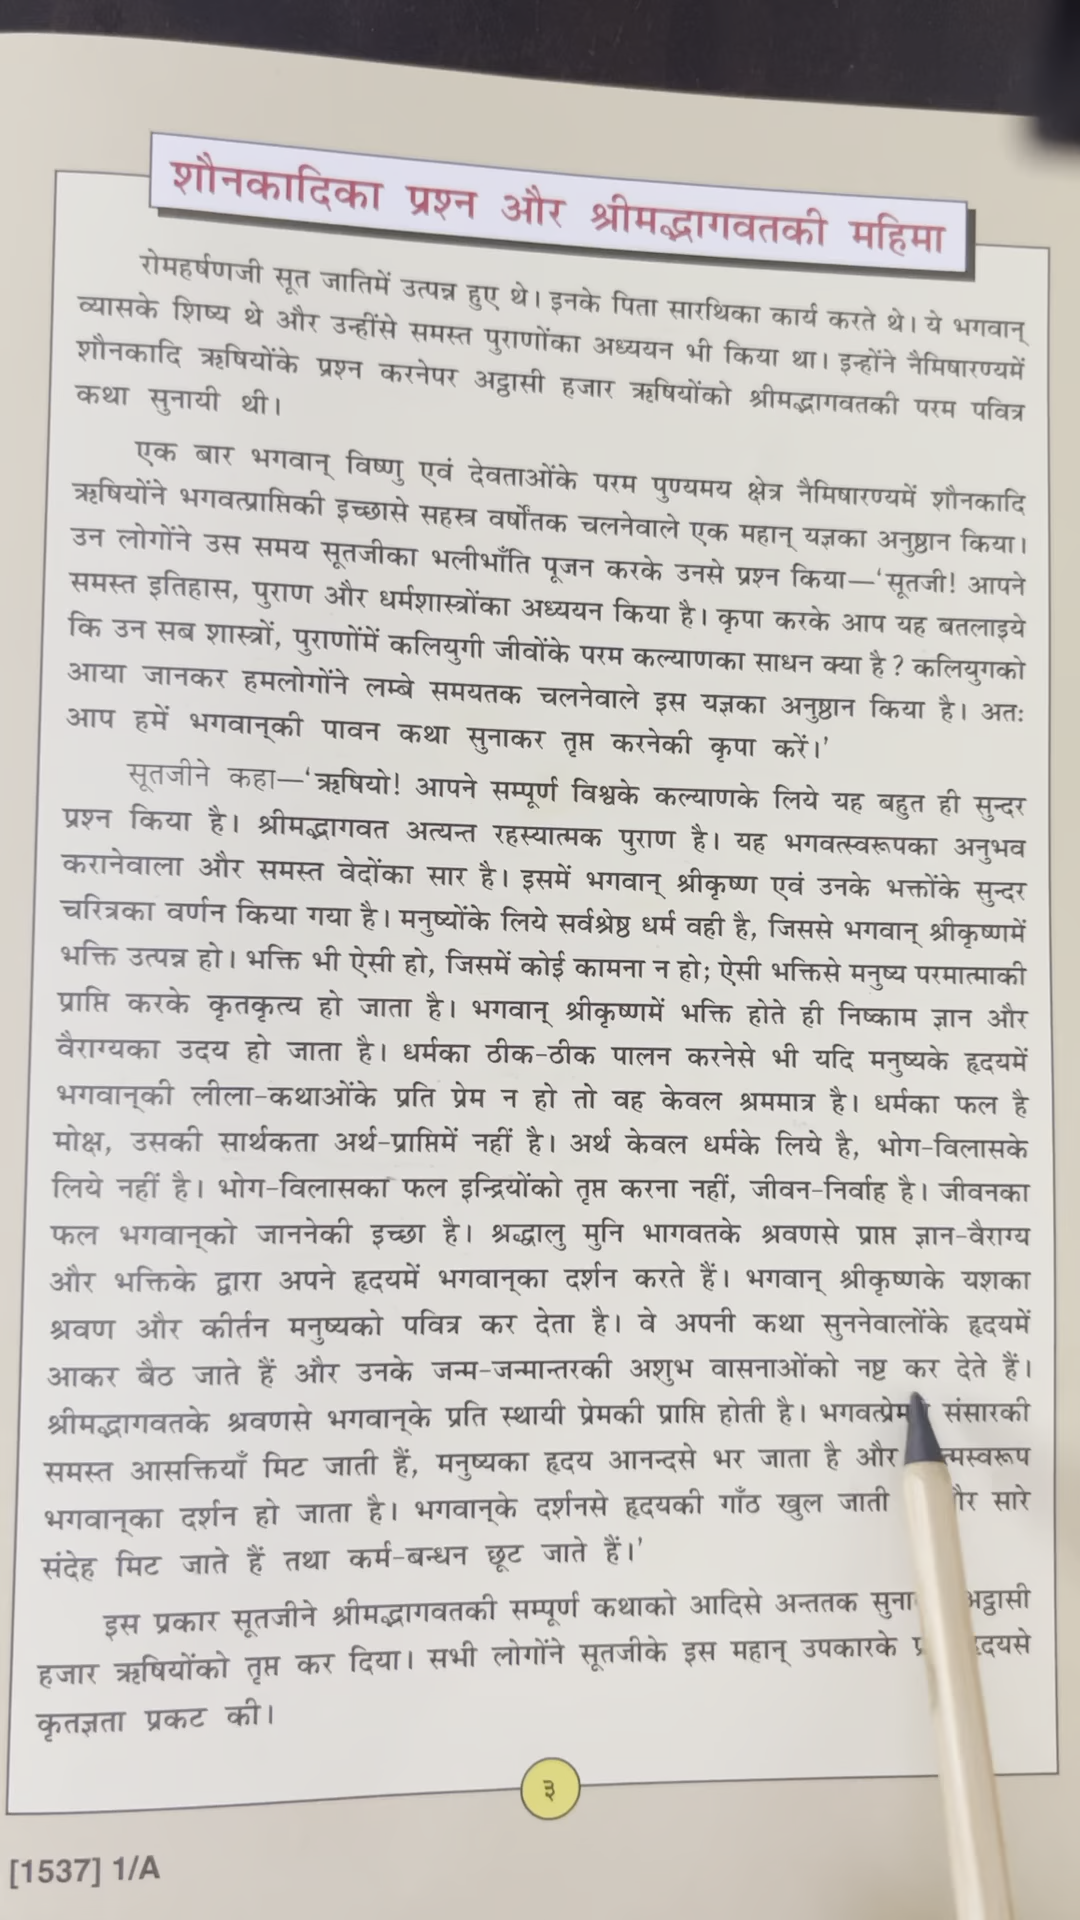 शौनकादिका प्रश्न और श्रीमद्भागवतकी महिमा
रोमहर्षणजी सूत जातिमें उत्पन्न हुए थे। इनके पिता सारथिका कार्य करते थे। ये भगवान्
व्यासके शिष्य थे और उन्हींसे समस्त पुराणोंका अध्ययन भी किया था। इन्होंने नैमिषारण्यमें
शौनकादि ऋषियोंके प्रश्न करनेपर अट्ठासी हजार ऋषियोंको श्रीमद्भागवतकी परम पवित्र
कथा सुनायी थी।
एक बार भगवान् विष्णु एवं देवताओंके परम पुण्यमय क्षेत्र नैमिषारण्यमें शौनकादि
ऋषियोंने भगवत्प्राप्तिकी इच्छासे सहस्त्र वर्षोंतक चलनेवाले एक महान् यज्ञका अनुष्ठान किया।
उन लोगोंने उस समय सूतजीका भलीभाँति पूजन करके उनसे प्रश्न किया—‘सूतजी! आपने
समस्त इतिहास, पुराण और धर्मशास्त्रोंका अध्ययन किया है। कृपा करके आप यह बतलाइये
कि उन सब शास्त्रों, पुराणोंमें कलियुगी जीवोंके परम कल्याणका साधन क्या है? कलियुगको
आया जानकर हमलोगोंने लम्बे समयतक चलनेवाले इस यज्ञका अनुष्ठान किया है। अतः
आप हमें भगवान्‌की पावन कथा सुनाकर तृप्त करनेकी कृपा करें।’
सूतजीने कहा—‘ऋषियो! आपने सम्पूर्ण विश्वके कल्याणके लिये यह बहुत ही सुन्दर
प्रश्न किया है। श्रीमद्भागवत अत्यन्त रहस्यात्मक पुराण है। यह भगवत्स्वरूपका अनुभव
करानेवाला और समस्त वेदोंका सार है। इसमें भगवान् श्रीकृष्ण एवं उनके भक्तोंके सुन्दर
चरित्रका वर्णन किया गया है। मनुष्योंके लिये सर्वश्रेष्ठ धर्म वही है, जिससे भगवान् श्रीकृष्णमें
भक्ति उत्पन्न हो। भक्ति भी ऐसी हो, जिसमें कोई कामना न हो; ऐसी भक्तिसे मनुष्य परमात्माकी
प्राप्ति करके कृतकृत्य हो जाता है। भगवान् श्रीकृष्णमें भक्ति होते ही निष्काम ज्ञान और
वैराग्यका उदय हो जाता है। धर्मका ठीक-ठीक पालन करनेसे भी यदि मनुष्यके हृदयमें
भगवान्‌की लीला-कथाओंके प्रति प्रेम न हो तो वह केवल श्रममात्र है। धर्मका फल है
मोक्ष, उसकी सार्थकता अर्थ-प्राप्तिमें नहीं है। अर्थ केवल धर्मके लिये है, भोग-विलासके
लिये नहीं है। भोग-विलासका फल इन्द्रियोंको तृप्त करना नहीं, जीवन-निर्वाह है। जीवनका
फल भगवान्‌को जाननेकी इच्छा है। श्रद्धालु मुनि भागवतके श्रवणसे प्राप्त ज्ञान-वैराग्य
और भक्तिके द्वारा अपने हृदयमें भगवान्‌का दर्शन करते हैं। भगवान् श्रीकृष्णके यशका
श्रवण और कीर्तन मनुष्यको पवित्र कर देता है। वे अपनी कथा सुननेवालोंके हृदयमें
आकर बैठ जाते हैं और उनके जन्म-जन्मान्तरकी अशुभ वासनाओंको नष्ट कर देते हैं।
श्रीमद्भागवतके श्रवणसे भगवान्‌के प्रति स्थायी प्रेमकी प्राप्ति होती है। संसारकी
समस्त आसक्तियाँ मिट जाती हैं, मनुष्यका हृदय आनन्दसे भर जाता है और
भगवान्‌का दर्शन हो जाता है। भगवान्‌के दर्शनसे हृदयकी गाँठ खुल जाती सारे
संदेह मिट जाते हैं तथा कर्म-बन्धन छूट जाते हैं।’
इस प्रकार सूतजीने श्रीमद्भागवतकी सम्पूर्ण कथाको आदिसे अन्ततक अट्ठासी
हजार ऋषियोंको तृप्त कर दिया। सभी लोगोंने सूतजीके इस महान् उपकारके
कृतज्ञता प्रकट की।
३
[1537] 1/A